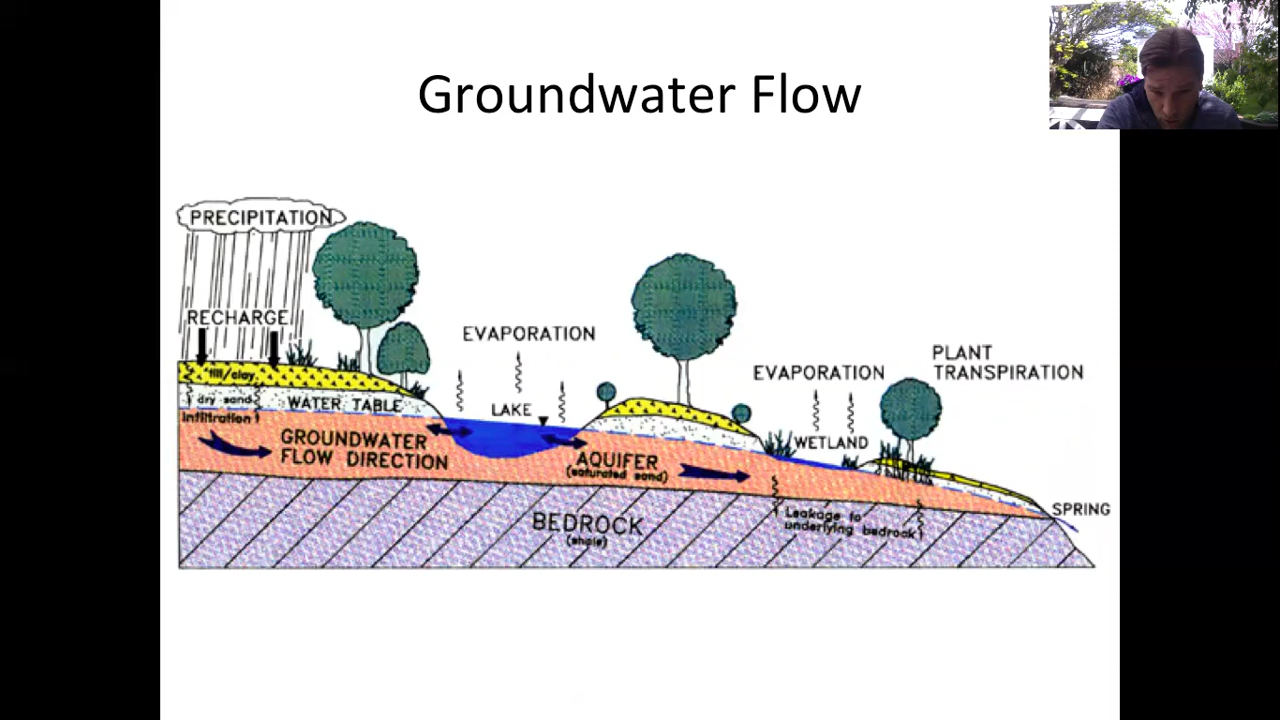 Groundwater Flow
PRECIPITATION
RECHARGE
EVAPORATION
PLANT
TRANSPIRATION
EVAPORATION
till/clay
dry sand
WATER TABLE
LAKE
infiltration
GROUNDWATER
FLOW DIRECTION
WETLAND
AQUIFER
(saturated sand)
SPRING
Leakage to
underlying bedrock
BEDROCK
(shale)